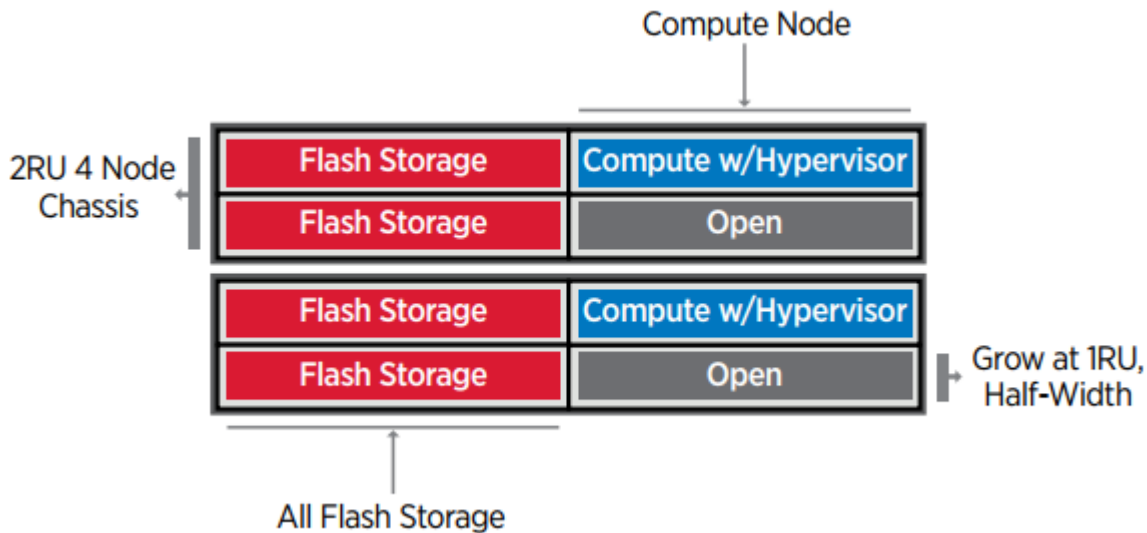 Compute Node
2RU 4 Node
Chassis
Flash Storage
Compute w/Hypervisor
Flash Storage
Open
Flash Storage
Compute w/Hypervisor
Flash Storage
Open
Grow at 1RU,
Half-Width
All Flash Storage